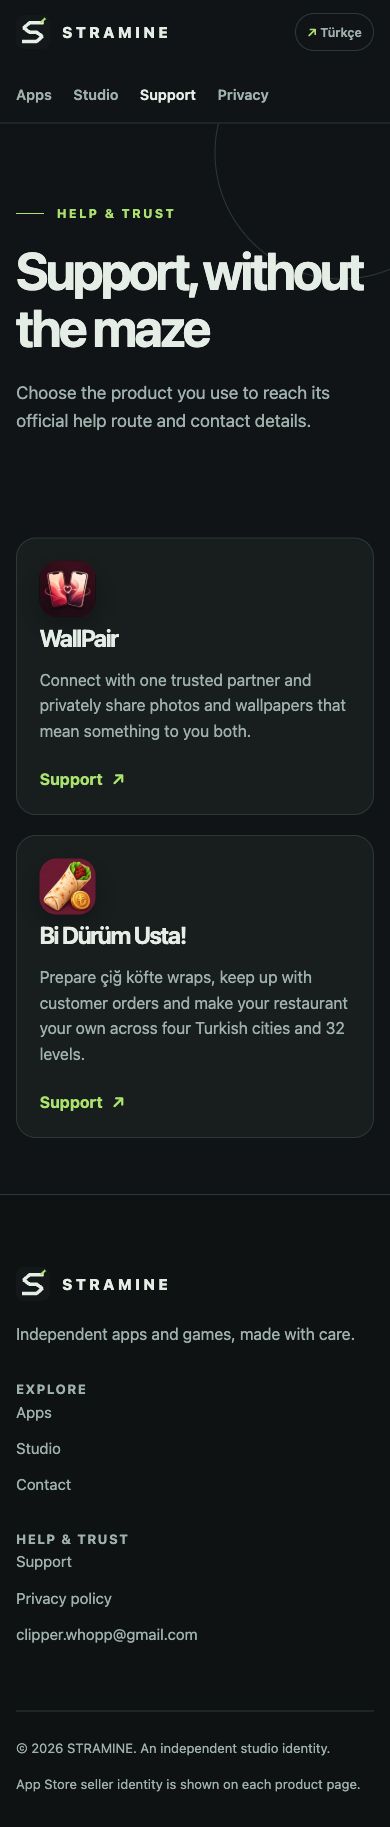 STRAMINE
Türkçe
Apps Studio Support Privacy
HELP & TRUST
Support, without
the maze
Choose the product you use to reach its
official help route and contact details.
WallPair
Connect with one trusted partner and
privately share photos and wallpapers that
mean something to you both.
Support
Bi Dürüm Usta!
Prepare çiğ köfte wraps, keep up with
customer orders and make your restaurant
your own across four Turkish cities and 32
levels.
Support
STRAMINE
Independent apps and games, made with care.
EXPLORE
Apps
Studio
Contact
HELP & TRUST
Support
Privacy policy
clipper.whopp@gmail.com
© 2026 STRAMINE. An independent studio identity.
App Store seller identity is shown on each product page.